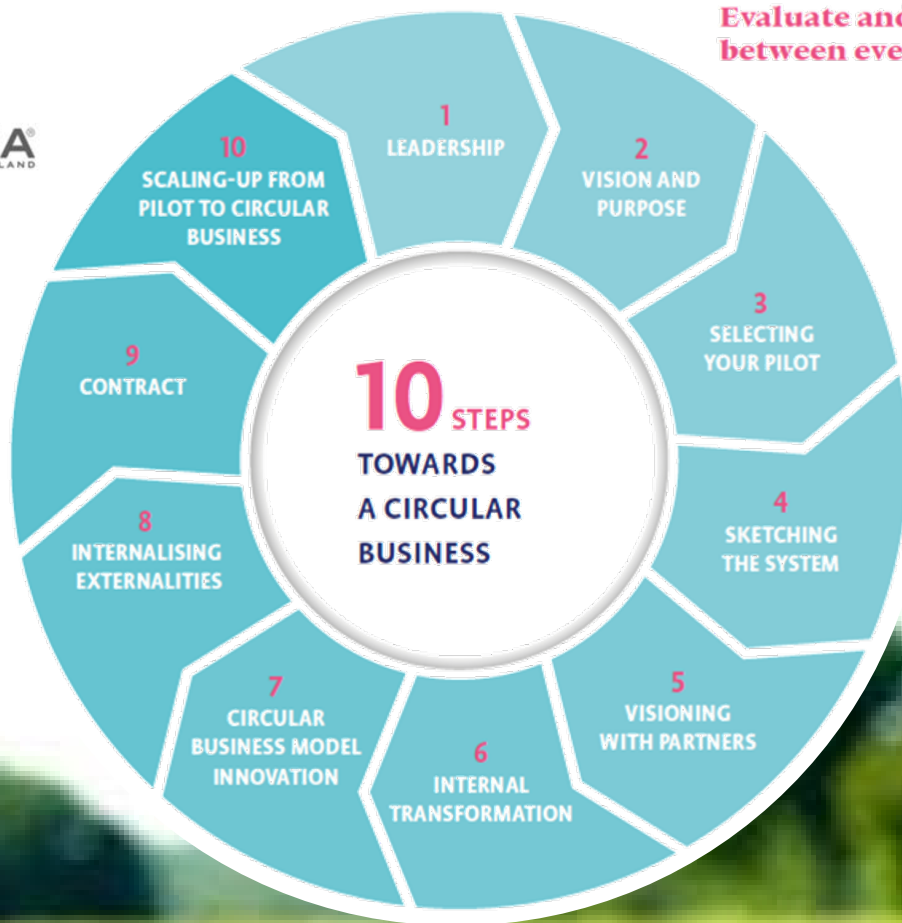 Evaluate and
between eve
A®
LAND
1
LEADERSHIP
2
VISION AND
PURPOSE
3
SELECTING
YOUR PILOT
4
SKETCHING
THE SYSTEM
5
VISIONING
WITH PARTNERS
6
INTERNAL
TRANSFORMATION
7
CIRCULAR
BUSINESS MODEL
INNOVATION
8
INTERNALISING
EXTERNALITIES
9
CONTRACT
10
SCALING-UP FROM
PILOT TO CIRCULAR
BUSINESS
10 STEPS
TOWARDS
A CIRCULAR
BUSINESS